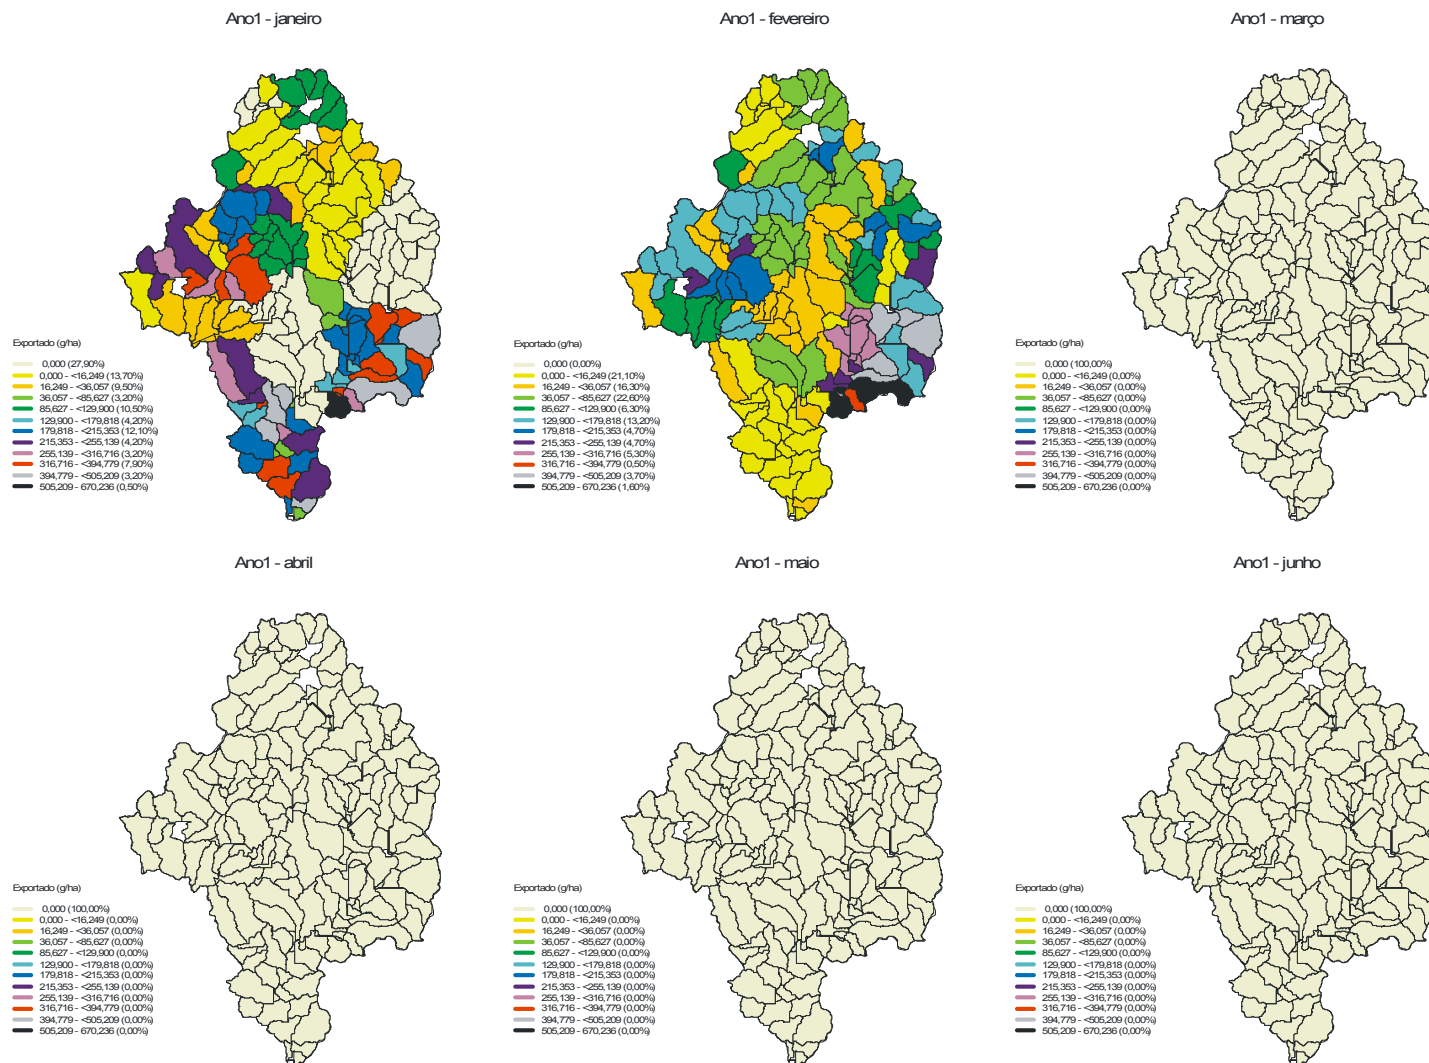 Ano1 - janeiro
Exportado (g/ha)
0,000 (27,90%)
0,000 - <16,249 (13,70%)
16,249 - <36,057 (9,50%)
36,057 - <85,627 (3,20%)
85,627 - <129,900 (10,50%)
129,900 - <179,818 (4,20%)
179,818 - <215,353 (12,10%)
215,353 - <255,139 (4,20%)
255,139 - <316,716 (3,20%)
316,716 - <394,779 (7,90%)
394,779 - <505,209 (3,20%)
505,209 - 670,236 (0,50%)
Ano1 - fevereiro
Exportado (g/ha)
0,000 (0,00%)
0,000 - <16,249 (21,10%)
16,249 - <36,057 (16,30%)
36,057 - <85,627 (22,60%)
85,627 - <129,900 (6,30%)
129,900 - <179,818 (13,20%)
179,818 - <215,353 (4,70%)
215,353 - <255,139 (4,70%)
255,139 - <316,716 (5,30%)
316,716 - <394,779 (0,50%)
394,779 - <505,209 (3,70%)
505,209 - 670,236 (1,60%)
Ano1 - março
Exportado (g/ha)
0,000 (100,00%)
0,000 - <16,249 (0,00%)
16,249 - <36,057 (0,00%)
36,057 - <85,627 (0,00%)
85,627 - <129,900 (0,00%)
129,900 - <179,818 (0,00%)
179,818 - <215,353 (0,00%)
215,353 - <255,139 (0,00%)
255,139 - <316,716 (0,00%)
316,716 - <394,779 (0,00%)
394,779 - <505,209 (0,00%)
505,209 - 670,236 (0,00%)
Ano1 - abril
Exportado (g/ha)
0,000 (100,00%)
0,000 - <16,249 (0,00%)
16,249 - <36,057 (0,00%)
36,057 - <85,627 (0,00%)
85,627 - <129,900 (0,00%)
129,900 - <179,818 (0,00%)
179,818 - <215,353 (0,00%)
215,353 - <255,139 (0,00%)
255,139 - <316,716 (0,00%)
316,716 - <394,779 (0,00%)
394,779 - <505,209 (0,00%)
505,209 - 670,236 (0,00%)
Ano1 - maio
Exportado (g/ha)
0,000 (100,00%)
0,000 - <16,249 (0,00%)
16,249 - <36,057 (0,00%)
36,057 - <85,627 (0,00%)
85,627 - <129,900 (0,00%)
129,900 - <179,818 (0,00%)
179,818 - <215,353 (0,00%)
215,353 - <255,139 (0,00%)
255,139 - <316,716 (0,00%)
316,716 - <394,779 (0,00%)
394,779 - <505,209 (0,00%)
505,209 - 670,236 (0,00%)
Ano1 - junho
Exportado (g/ha)
0,000 (100,00%)
0,000 - <16,249 (0,00%)
16,249 - <36,057 (0,00%)
36,057 - <85,627 (0,00%)
85,627 - <129,900 (0,00%)
129,900 - <179,818 (0,00%)
179,818 - <215,353 (0,00%)
215,353 - <255,139 (0,00%)
255,139 - <316,716 (0,00%)
316,716 - <394,779 (0,00%)
394,779 - <505,209 (0,00%)
505,209 - 670,236 (0,00%)